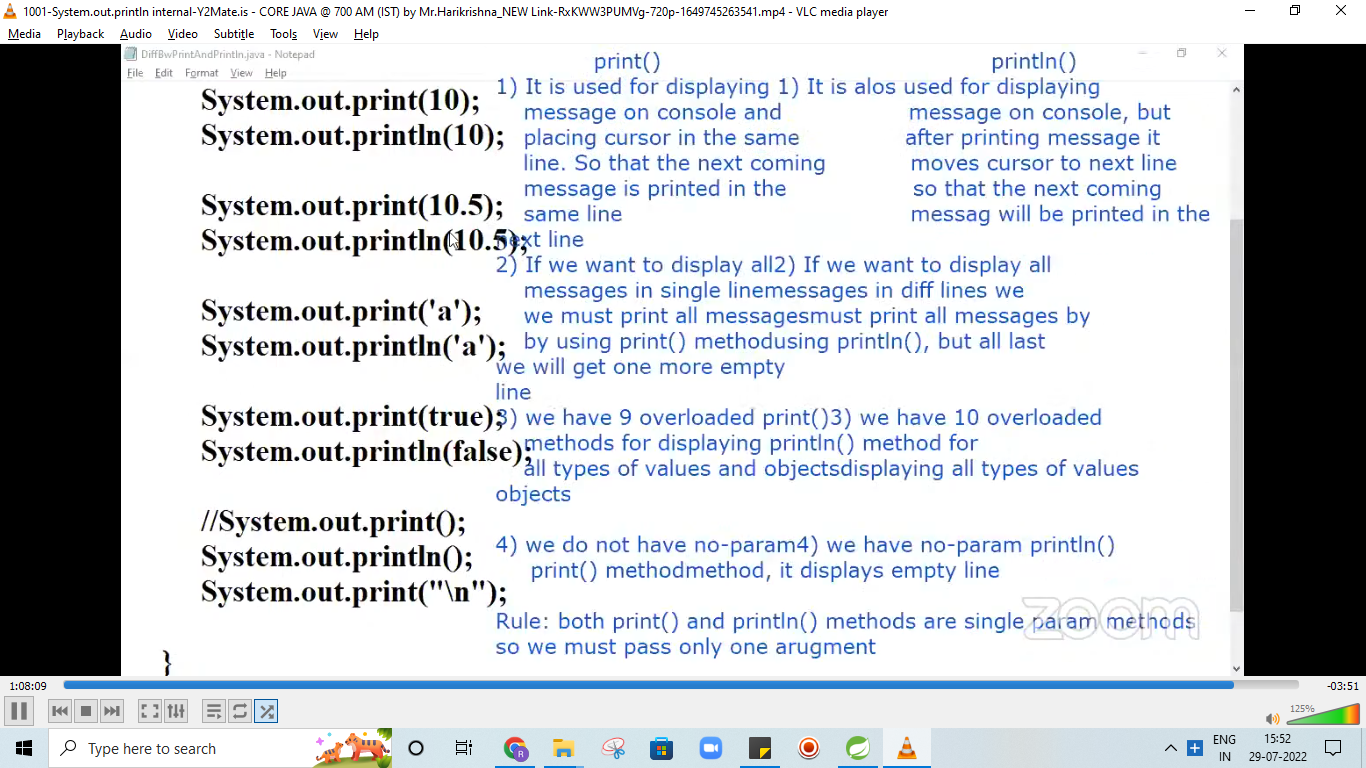 1001-System.out.println internal-Y2Mate.is - CORE JAVA @ 700 AM (IST) by Mr.Harikrishna_NEW Link-RxKWW3PUMVg-720p-1649745263541.mp4 - VLC media player
Media Playback Audio Video Subtitle Tools View Help
DiffBwPrintAndPrintln.java - Notepad
File Edit Format View Help
System.out.print(10);
System.out.println(10);
System.out.print(10.5);
System.out.println(10.5);
System.out.print('a');
System.out.println('a');
System.out.print(true);
System.out.println(false);
//System.out.print();
System.out.println();
System.out.print("\n");
}
print() println()
1) It is used for displaying 1) It is alos used for displaying
message on console and message on console, but
placing cursor in the same after printing message it
line. So that the next coming moves cursor to next line
message is printed in the so that the next coming
same line messag will be printed in the
next line
2) If we want to display all2) If we want to display all
messages in single linemessages in diff lines we
we must print all messagesmust print all messages by
by using print() methodusing println(), but all last
we will get one more empty
line
3) we have 9 overloaded print()3) we have 10 overloaded
methods for displaying println() method for
all types of values and objectsdisplaying all types of values
objects
4) we do not have no-param4) we have no-param println()
print() methodmethod, it displays empty line
Rule: both print() and println() methods are single param methods
so we must pass only one arugment
zoom
1:08:09 -03:51
125%
Type here to search
ENG
IN
15:52
29-07-2022